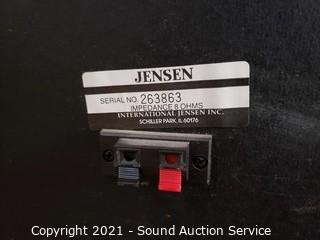 JENSEN
SERIAL NO. 263863
IMPEDANCE 8 OHMS
INTERNATIONAL JENSEN INC.
SCHILLER PARK, IL 60176
Copyright 2021 - Sound Auction Service